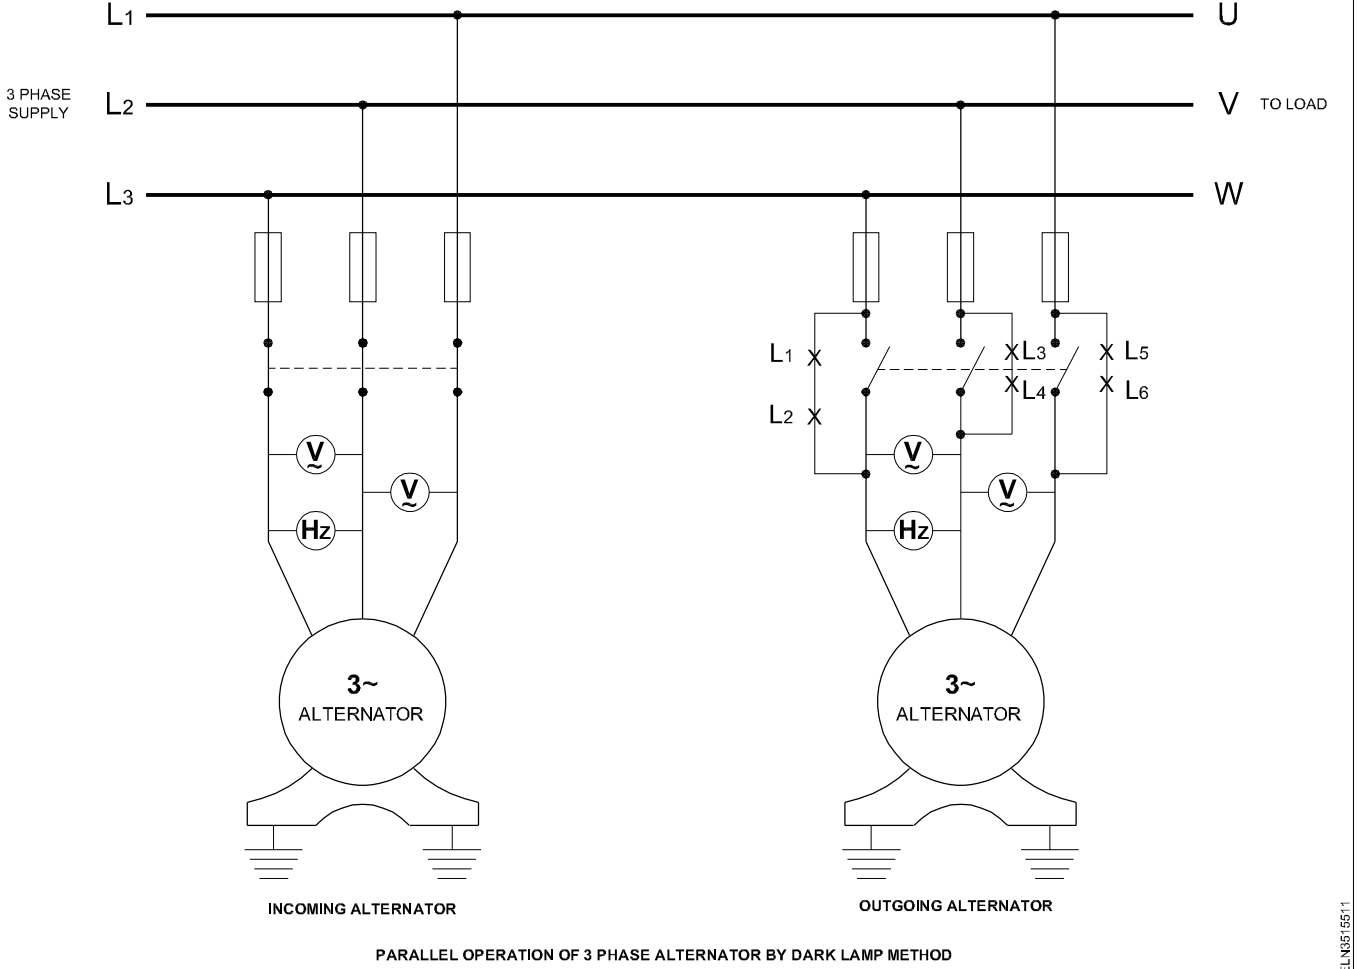 L1
U
3 PHASE
SUPPLY
L2
V
TO LOAD
L3
W
L1
L3
L5
L2
L4
L6
V
~
V
~
Hz
V
~
V
~
Hz
3~
ALTERNATOR
3~
ALTERNATOR
INCOMING ALTERNATOR
OUTGOING ALTERNATOR
PARALLEL OPERATION OF 3 PHASE ALTERNATOR BY DARK LAMP METHOD
ELN3515511